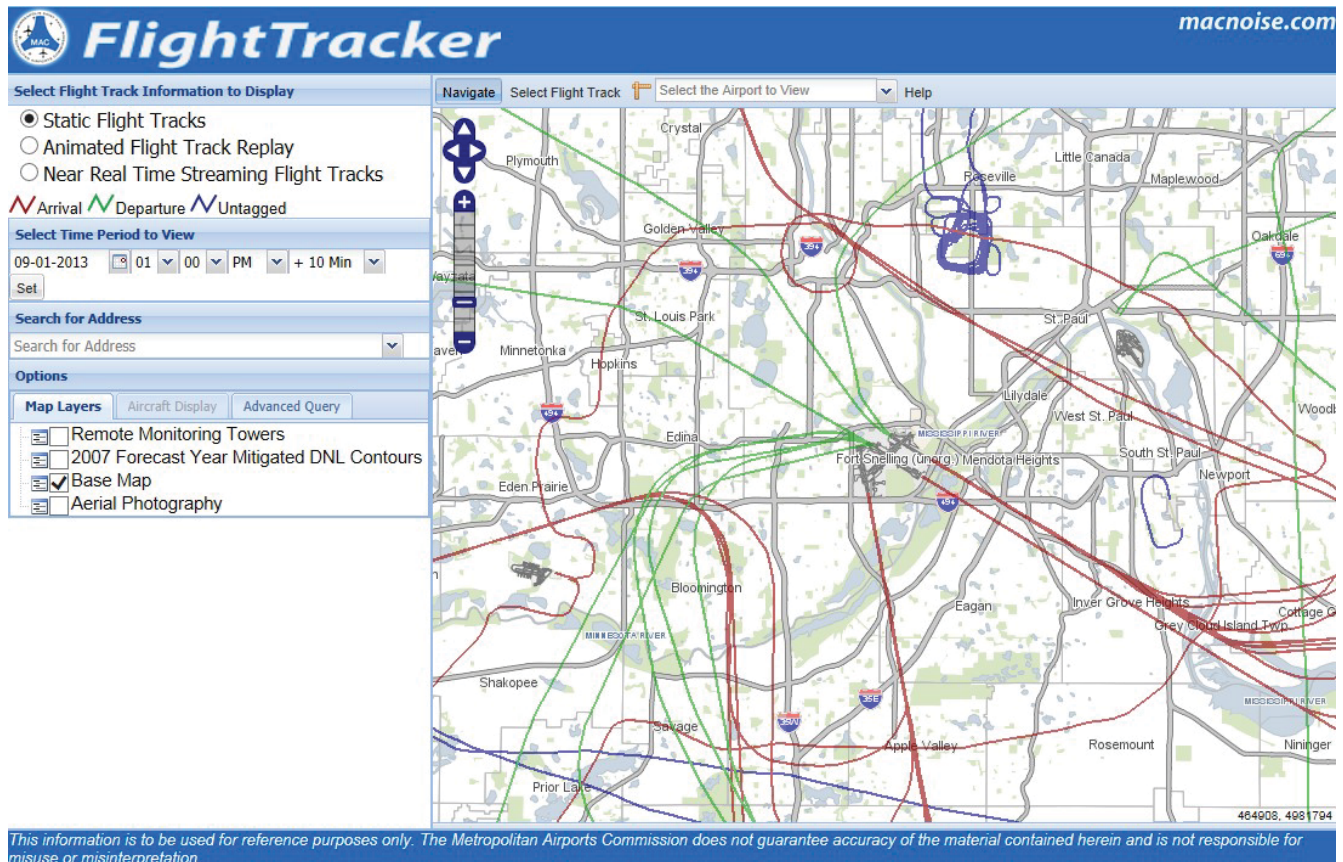 MAC
FlightTracker
macnoise.com
Select Flight Track Information to Display
Static Flight Tracks
Animated Flight Track Replay
Near Real Time Streaming Flight Tracks
Arrival Departure Untagged
Select Time Period to View
09-01-2013 01 00 PM + 10 Min
Set
Search for Address
Search for Address
Options
Map Layers Aircraft Display Advanced Query
Remote Monitoring Towers
2007 Forecast Year Mitigated DNL Contours
Base Map
Aerial Photography
Navigate Select Flight Track Select the Airport to View Help
Crystal
Plymouth
Little Canada
Roseville
Maplewood
Golden Valley
Oakdale
394
694
394
St. Louis Park
St. Paul
Minnetonka
Hopkins
Lilydale
494
West St. Paul
Edina
MISSISSIPPI RIVER
South St. Paul
Fort Snelling (unorg.) Mendota Heights
Newport
Eden Prairie
494
Bloomington
Eagan
Inver Grove Heights
Cottage G
Grey Cloud Island Twp.
MINNESOTA RIVER
Shakopee
35E
MISSISSIPPI RIVER
Savage
35W
Apple Valley
Rosemount
Nininger
Prior Lake
464908, 4981794
This information is to be used for reference purposes only. The Metropolitan Airports Commission does not guarantee accuracy of the material contained herein and is not responsible for
misuse or misinterpretation.